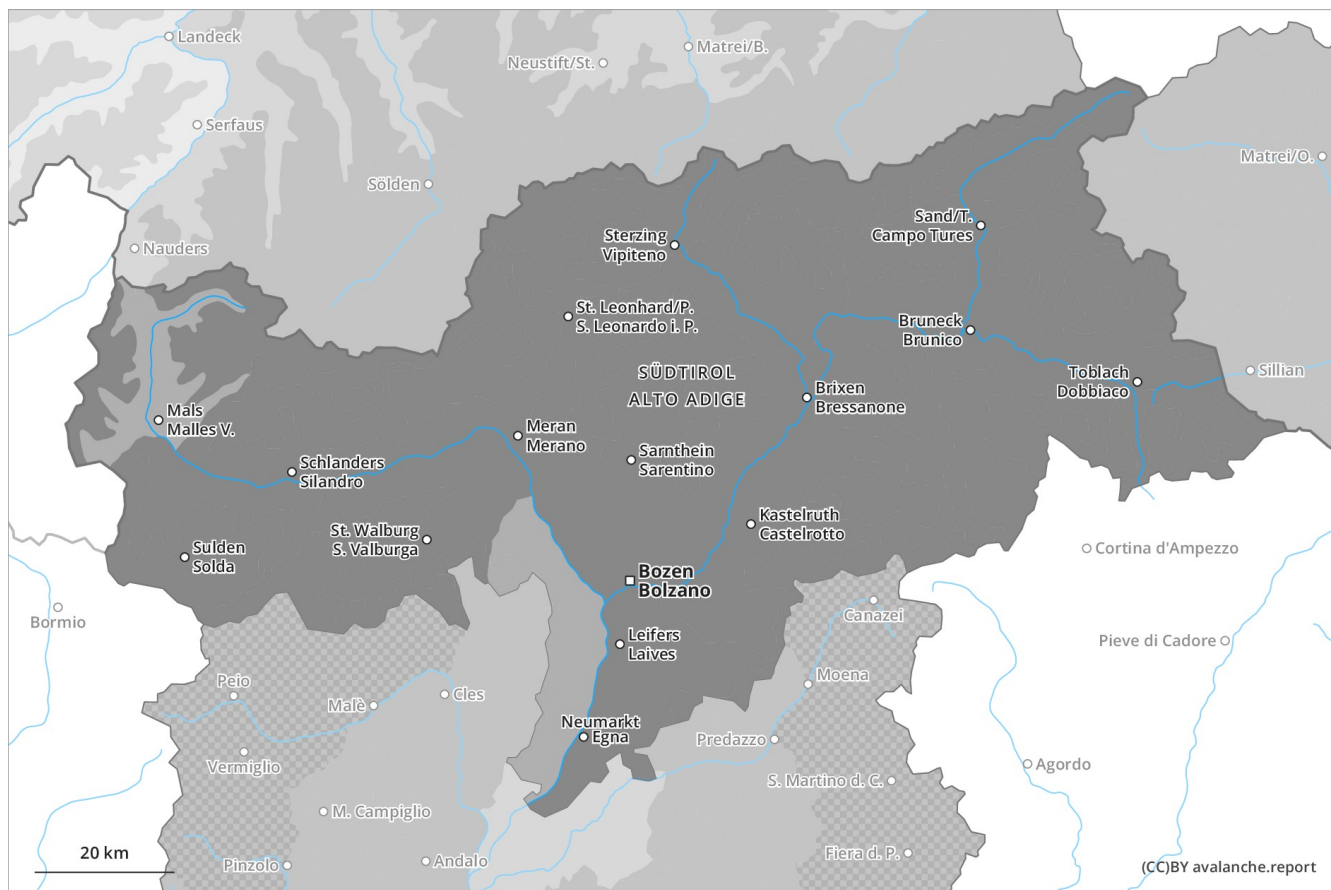 Landeck
Matrei/B.
Neustift/St.
Serfaus
Matrei/O.
Sölden
Sand/T.
Campo Tures
Sterzing
Vipiteno
Nauders
St. Leonhard/P.
S. Leonardo i. P.
Bruneck
Brunico
SÜDTIROL
ALTO ADIGE
Toblach
Dobbiaco
Sillian
Brixen
Bressanone
Mals
Malles V.
Meran
Merano
Sarnthein
Sarentino
Schlanders
Silandro
Kastelruth
Castelrotto
St. Walburg
S. Valburga
Sulden
Solda
Cortina d'Ampezzo
Bozen
Bolzano
Bormio
Canazei
Leifers
Laives
Pieve di Cadore
Peio
Moena
Cles
Malè
Neumarkt
Egna
Predazzo
Vermiglio
Agordo
S. Martino d. C.
M. Campiglio
20 km
Andalo
Fiera d. P.
Pinzolo
(CC)BY avalanche.report